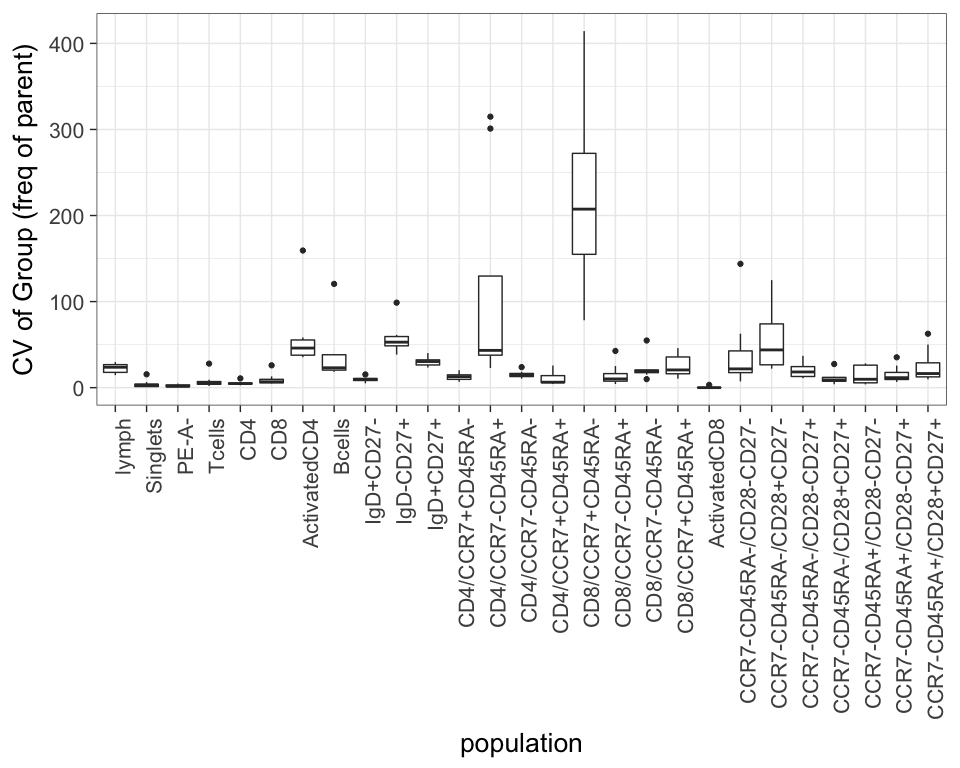 CV of Group (freq of parent)
400
300
200
100
0
lymph
Singlets
PE-A-
Tcells
CD4
CD8
ActivatedCD4
Bcells
IgD+CD27-
IgD-CD27+
IgD+CD27+
CD4/CCR7+CD45RA-
CD4/CCR7-CD45RA+
CD4/CCR7-CD45RA-
CD4/CCR7+CD45RA+
CD8/CCR7+CD45RA-
CD8/CCR7-CD45RA+
CD8/CCR7-CD45RA-
CD8/CCR7+CD45RA+
ActivatedCD8
CCR7-CD45RA-/CD28-CD27-
CCR7-CD45RA-/CD28+CD27-
CCR7-CD45RA-/CD28-CD27+
CCR7-CD45RA-/CD28+CD27+
CCR7-CD45RA+/CD28-CD27-
CCR7-CD45RA+/CD28-CD27+
CCR7-CD45RA+/CD28+CD27+
population